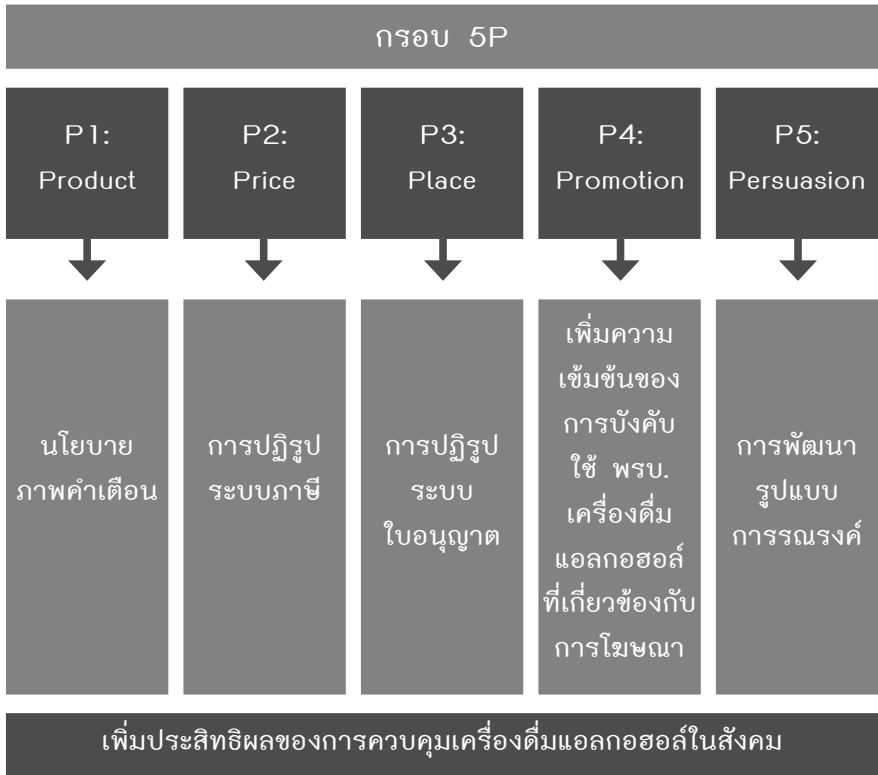 กรอบ 5P
P1:
Product
P2:
Price
P3:
Place
P4:
Promotion
P5:
Persuasion
นโยบาย
ภาพคำเตือน
การปฏิรูป
ระบบภาษี
การปฏิรูป
ระบบ
ใบอนุญาต
เพิ่มความ
เข้มข้นของ
การบังคับ
ใช้ พรบ.
เครื่องดื่ม
แอลกอฮอล์
ที่เกี่ยวข้องกับ
การโฆษณา
การพัฒนา
รูปแบบ
การรณรงค์
เพิ่มประสิทธิผลของการควบคุมเครื่องดื่มแอลกอฮอล์ในสังคม